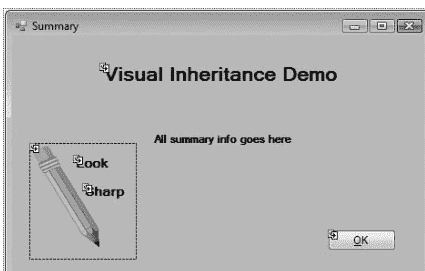 Summary
Visual Inheritance Demo
All summary info goes here
Look
Sharp
OK